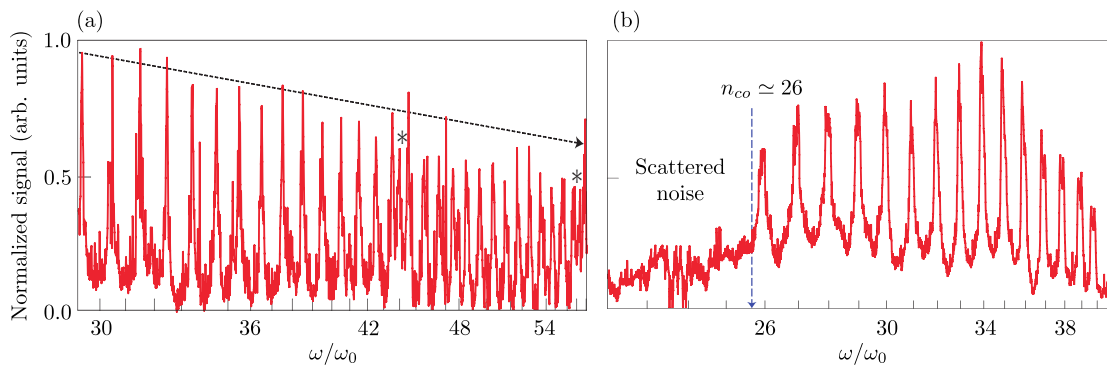 (a)
Normalized signal (arb. units)
1.0
0.5
0.0
*
*
30 36 42 48 54
ω/ω₀
(b)
n_co ≃ 26
Scattered
noise
26 30 34 38
ω/ω₀